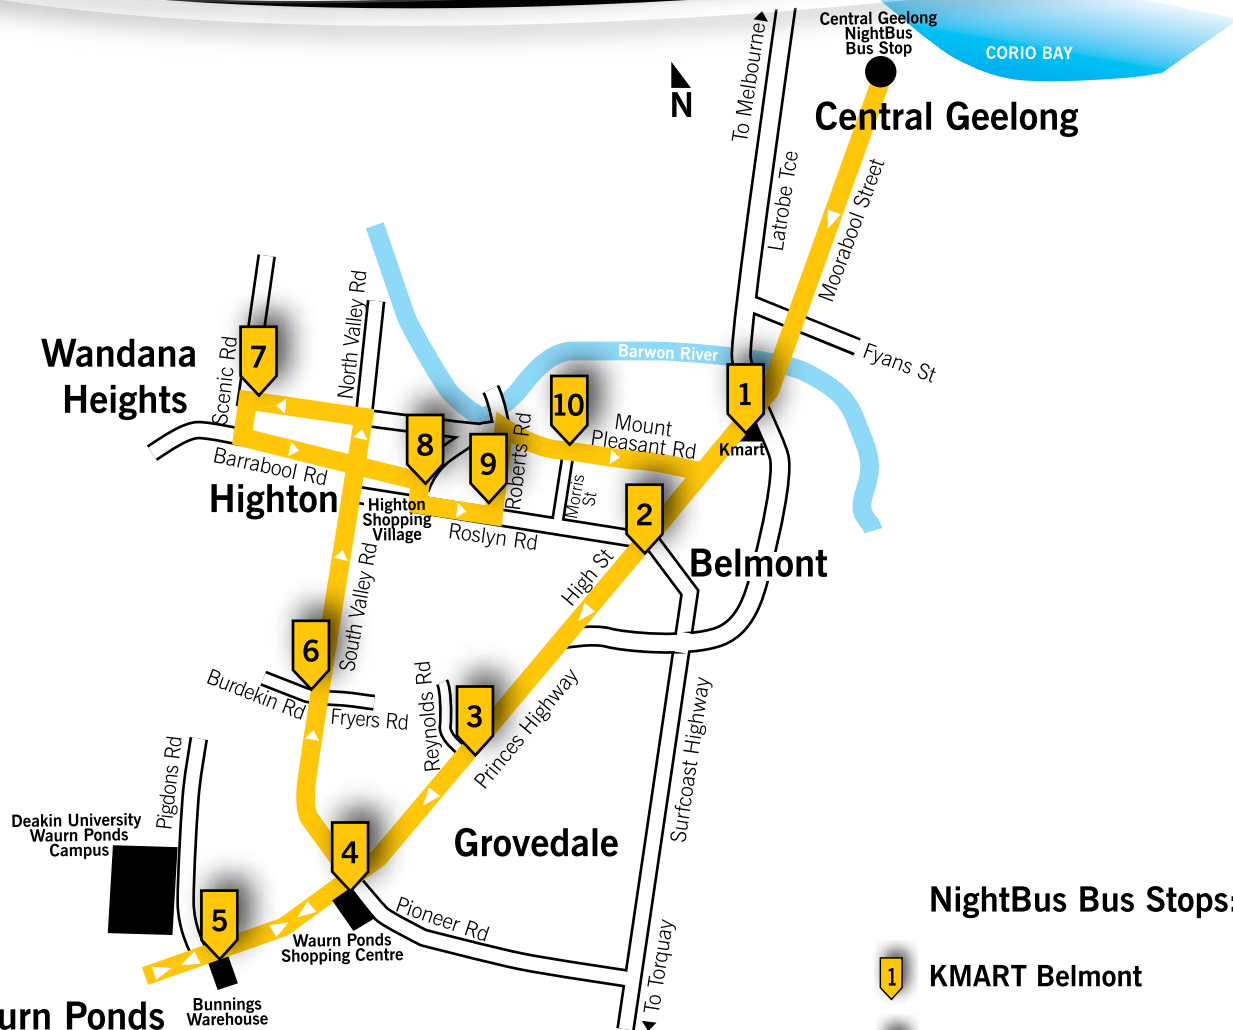 Central Geelong
NightBus
Bus Stop
CORIO BAY
To Melbourne
N
Central Geelong
Latrobe Tce
Moorabool Street
Fyans St
Barwon River
North Valley Rd
Scenic Rd
Wandana
Heights
7
1
10
Kmart
Mount
Pleasant Rd
8
9
Roberts Rd
Barrabool Rd
Highton
Highton
Shopping
Village
Morris
St
2
Roslyn Rd
High St
Belmont
South Valley Rd
6
Burdekin Rd
Fryers Rd
Reynolds Rd
3
Princes Highway
Surfcoast Highway
Pigdons Rd
Deakin University
Waurn Ponds
Campus
4
Grovedale
5
Pioneer Rd
Waurn Ponds
Shopping Centre
To Torquay
Bunnings
Warehouse
urn Ponds
NightBus Bus Stops:
1 KMART Belmont